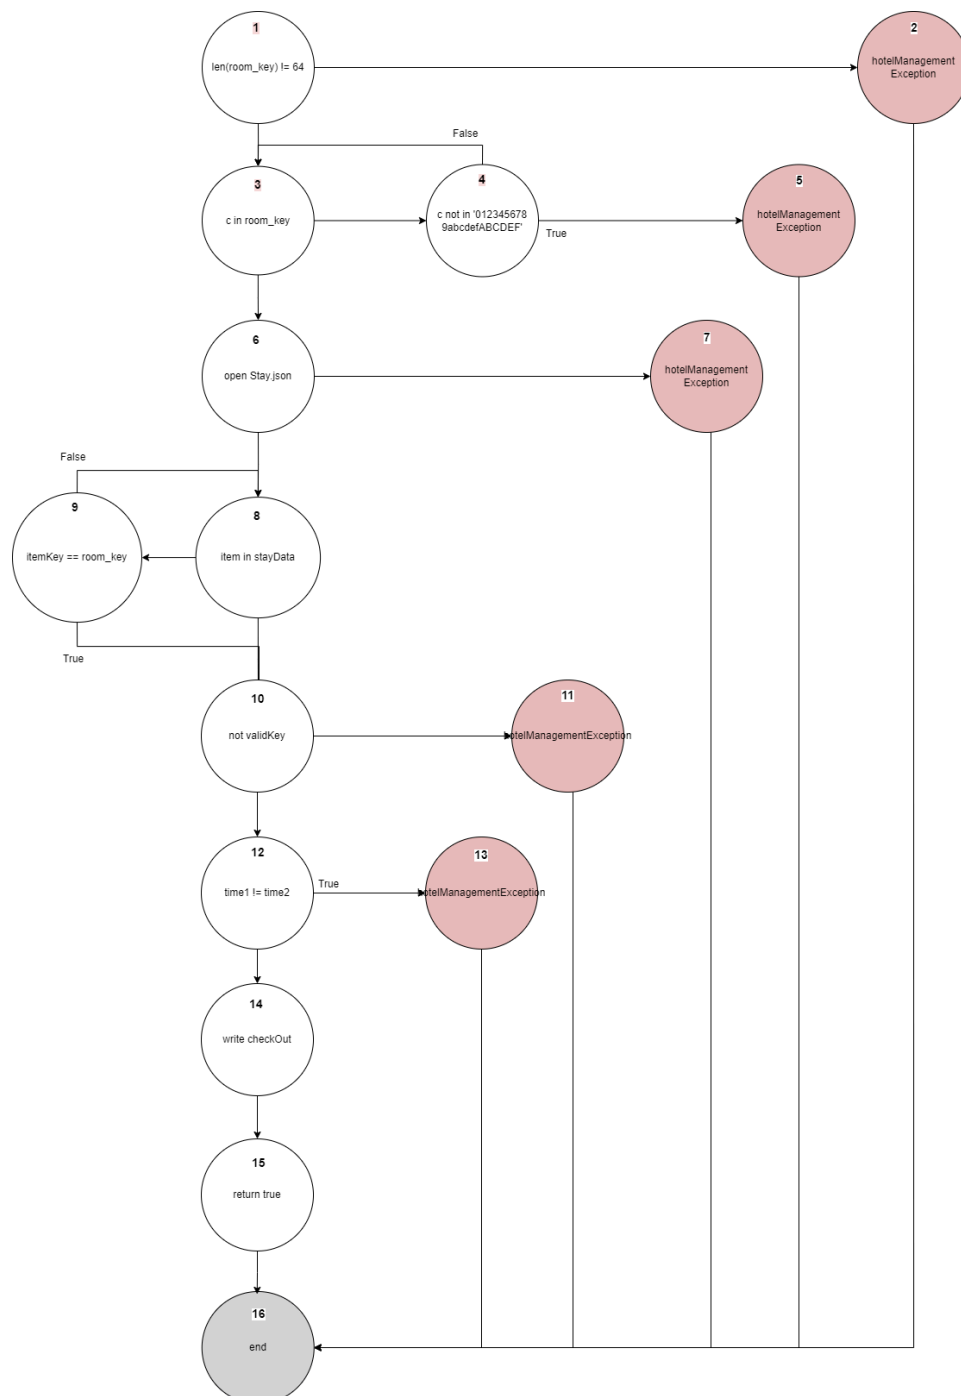 1
len(room_key) != 64
2
hotelManagement
Exception
False
3
c in room_key
4
c not in '012345678
9abcdefABCDEF'
True
5
hotelManagement
Exception
6
open Stay.json
7
hotelManagement
Exception
False
9
itemKey == room_key
8
item in stayData
True
10
not validKey
11
hotelManagementException
12
time1 != time2
True
13
hotelManagementException
14
write checkOut
15
return true
16
end